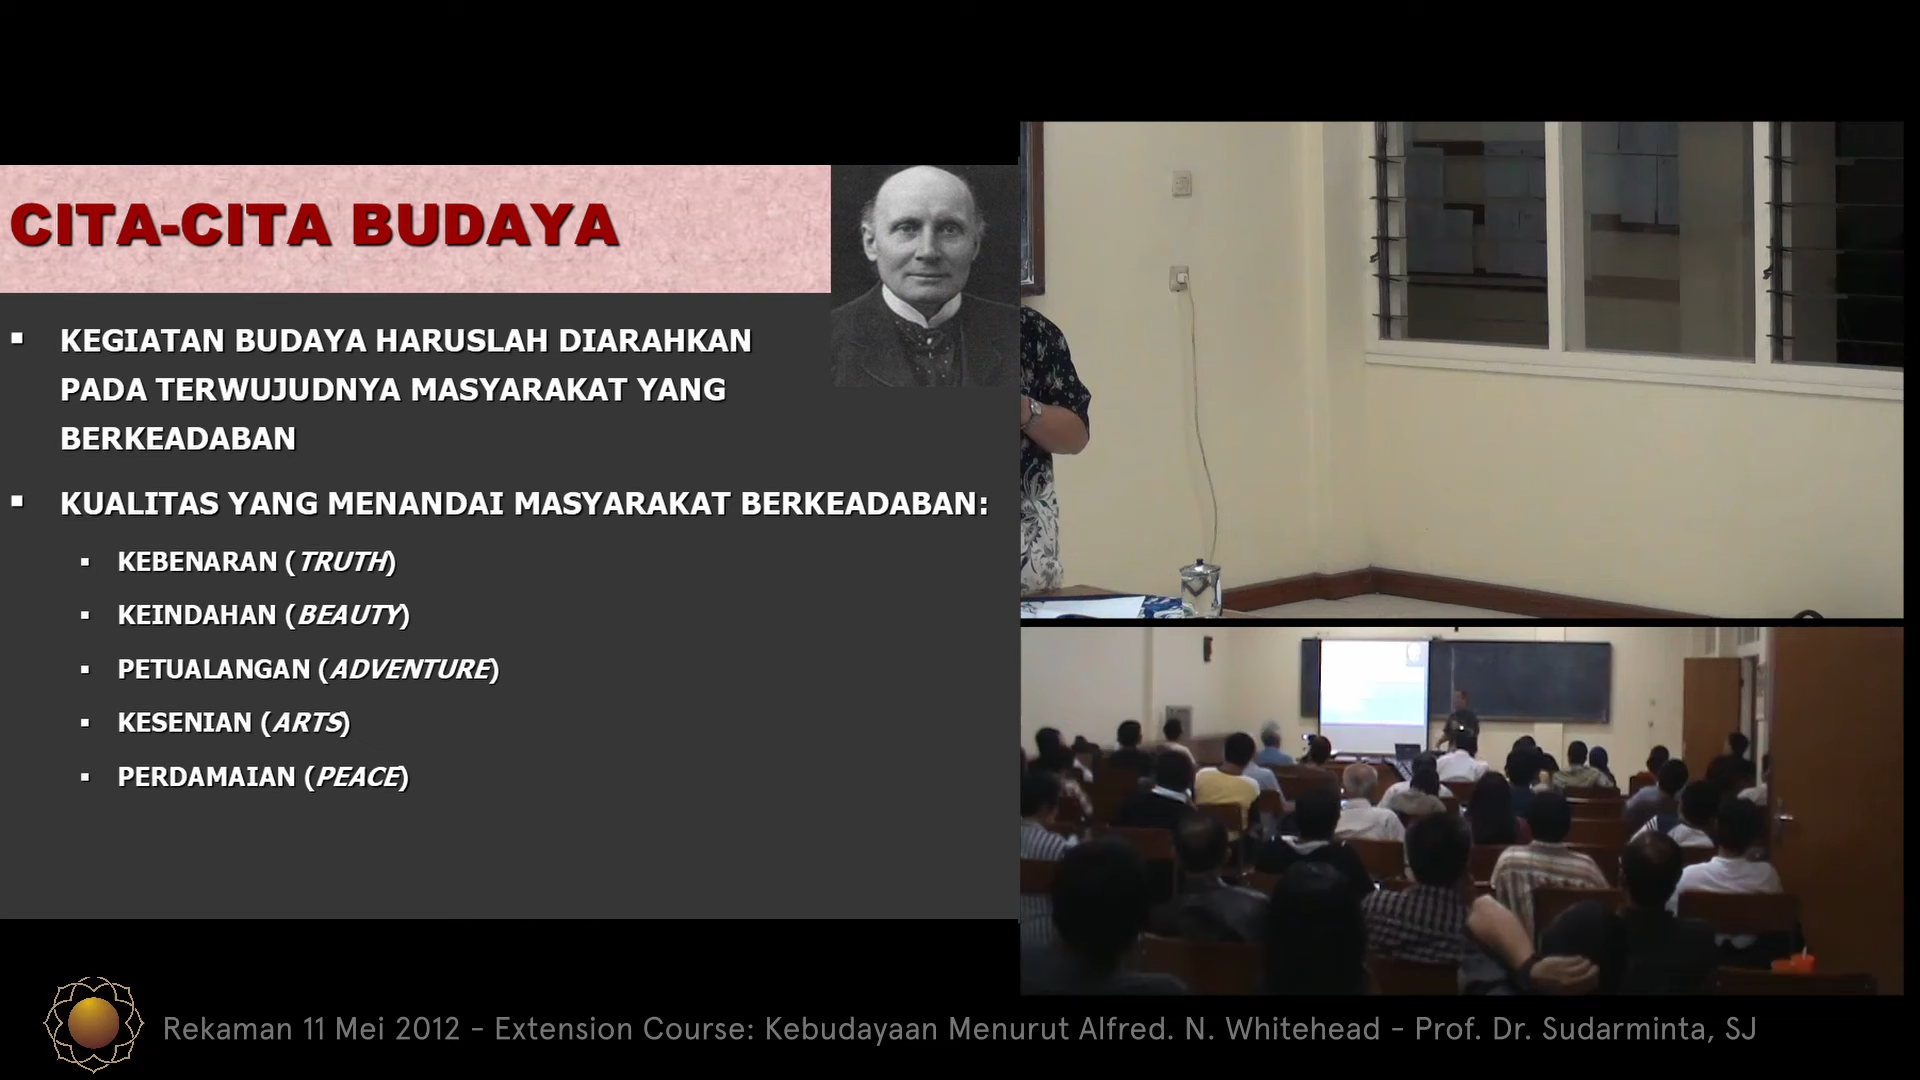 CITA-CITA BUDAYA
▪ KEGIATAN BUDAYA HARUSLAH DIARAHKAN
PADA TERWUJUDNYA MASYARAKAT YANG
BERKEADABAN
▪ KUALITAS YANG MENANDAI MASYARAKAT BERKEADABAN:
▪ KEBENARAN (TRUTH)
▪ KEINDAHAN (BEAUTY)
▪ PETUALANGAN (ADVENTURE)
▪ KESENIAN (ARTS)
▪ PERDAMAIAN (PEACE)
Rekaman 11 Mei 2012 - Extension Course: Kebudayaan Menurut Alfred. N. Whitehead - Prof. Dr. Sudarminta, SJ